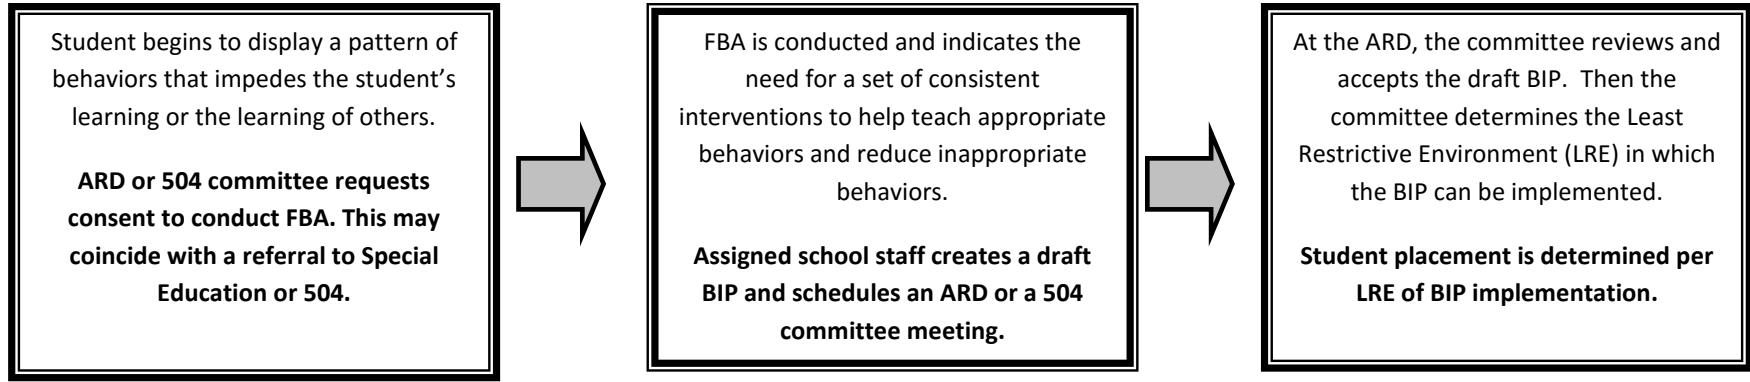 Student begins to display a pattern of
behaviors that impedes the student’s
learning or the learning of others.
ARD or 504 committee requests
consent to conduct FBA. This may
coincide with a referral to Special
Education or 504.
FBA is conducted and indicates the
need for a set of consistent
interventions to help teach appropriate
behaviors and reduce inappropriate
behaviors.
Assigned school staff creates a draft
BIP and schedules an ARD or a 504
committee meeting.
At the ARD, the committee reviews and
accepts the draft BIP.  Then the
committee determines the Least
Restrictive Environment (LRE) in which
the BIP can be implemented.
Student placement is determined per
LRE of BIP implementation.